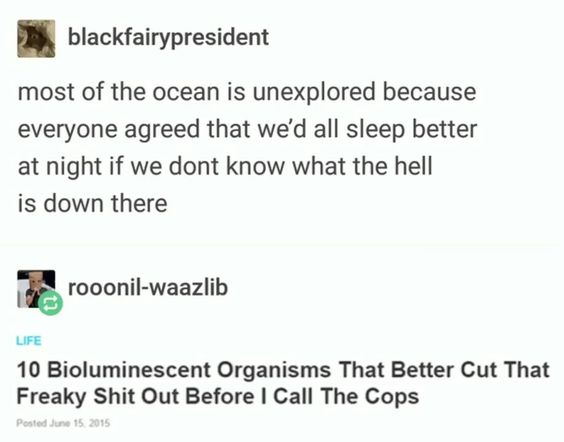 blackfairypresident
most of the ocean is unexplored because
everyone agreed that we'd all sleep better
at night if we dont know what the hell
is down there
rooonil-waazlib
LIFE
10 Bioluminescent Organisms That Better Cut That
Freaky Shit Out Before I Call The Cops
Posted June 15, 2015